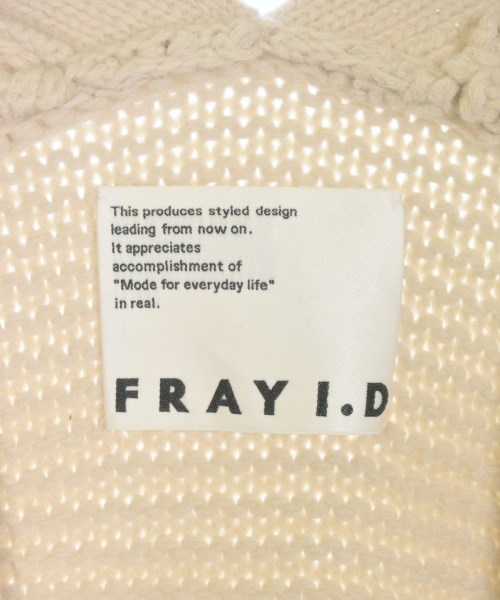 This produces styled design
leading from now on.
It appreciates
accomplishment of
"Mode for everyday life"
in real.
FRAY I.D